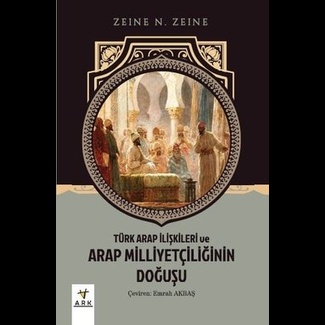 ZEINE N. ZEINE
TÜRK ARAP İLİŞKİLERİ ve
ARAP MİLLİYETÇİLİĞİNİN
DOĞUŞU
Çeviren: Emrah AKBAŞ
ARK